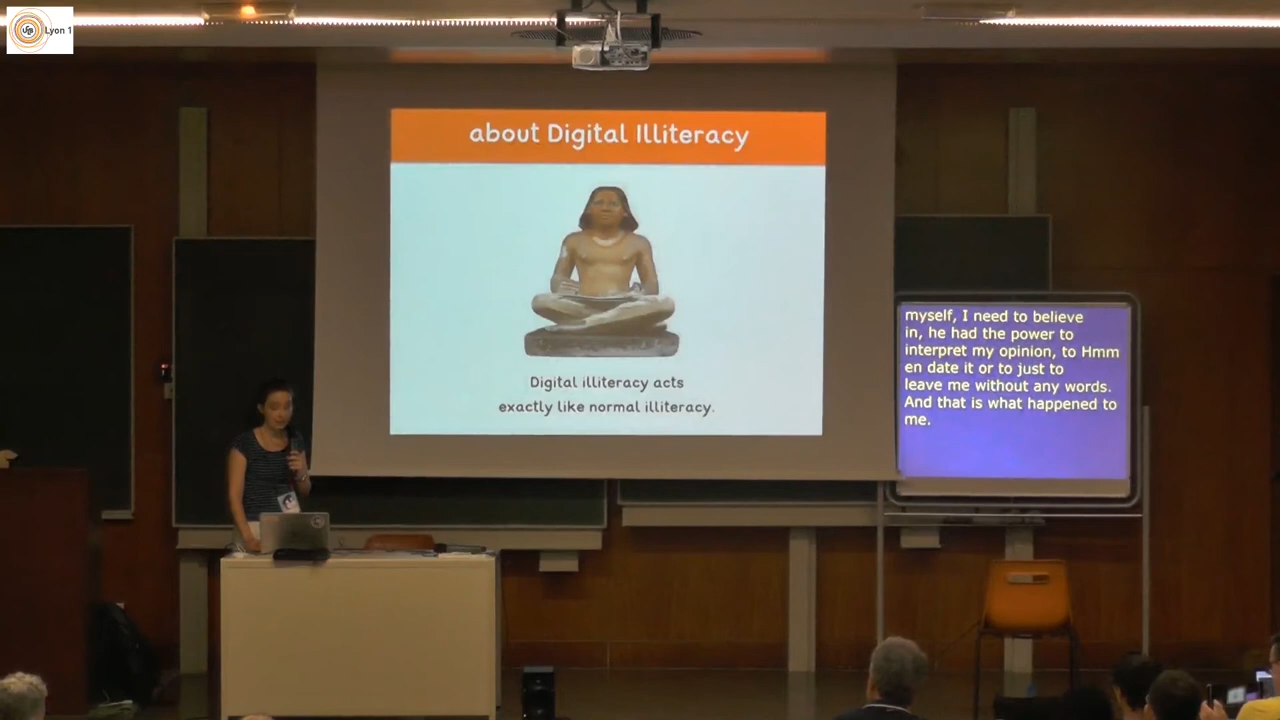 Lyon 1
about Digital Illiteracy
Digital illiteracy acts
exactly like normal illiteracy.
myself, I need to believe
in, he had the power to
interpret my opinion, to Hmm
en date it or to just to
leave me without any words.
And that is what happened to
me.